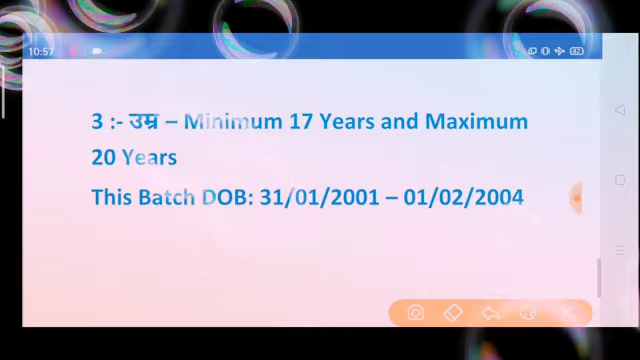 10:57
42
3 :- उम्र – Minimum 17 Years and Maximum
20 Years
This Batch DOB: 31/01/2001 – 01/02/2004